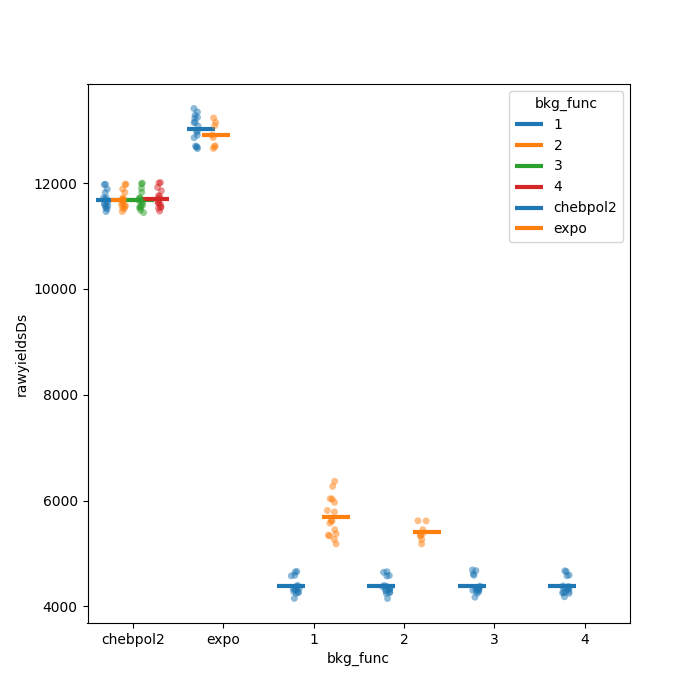 bkg_func
1
2
3
4
chebpol2
expo
12000
10000
8000
6000
4000
rawyieldsDs
chebpol2 expo 1 2 3 4
bkg_func